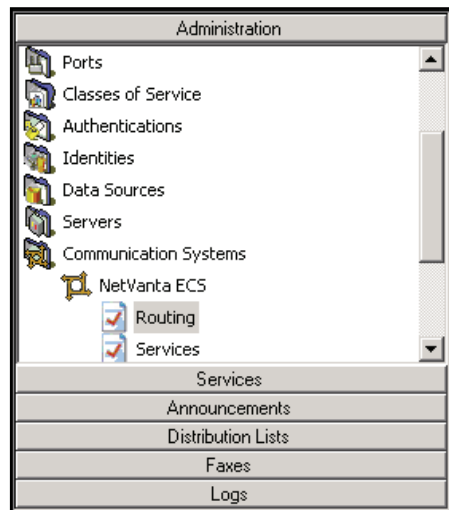 Administration
Ports
Classes of Service
Authentications
Identities
Data Sources
Servers
Communication Systems
NetVanta ECS
Routing
Services
Services
Announcements
Distribution Lists
Faxes
Logs